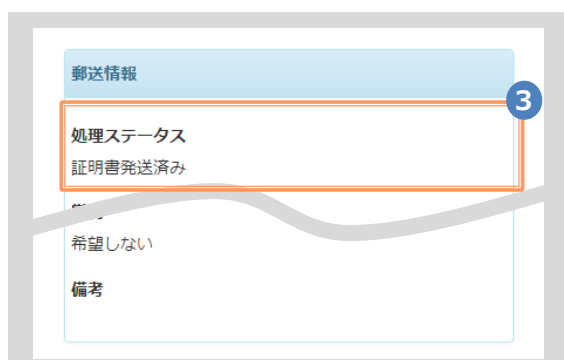 郵送情報
3
処理ステータス
証明書発送済み
希望しない
備考